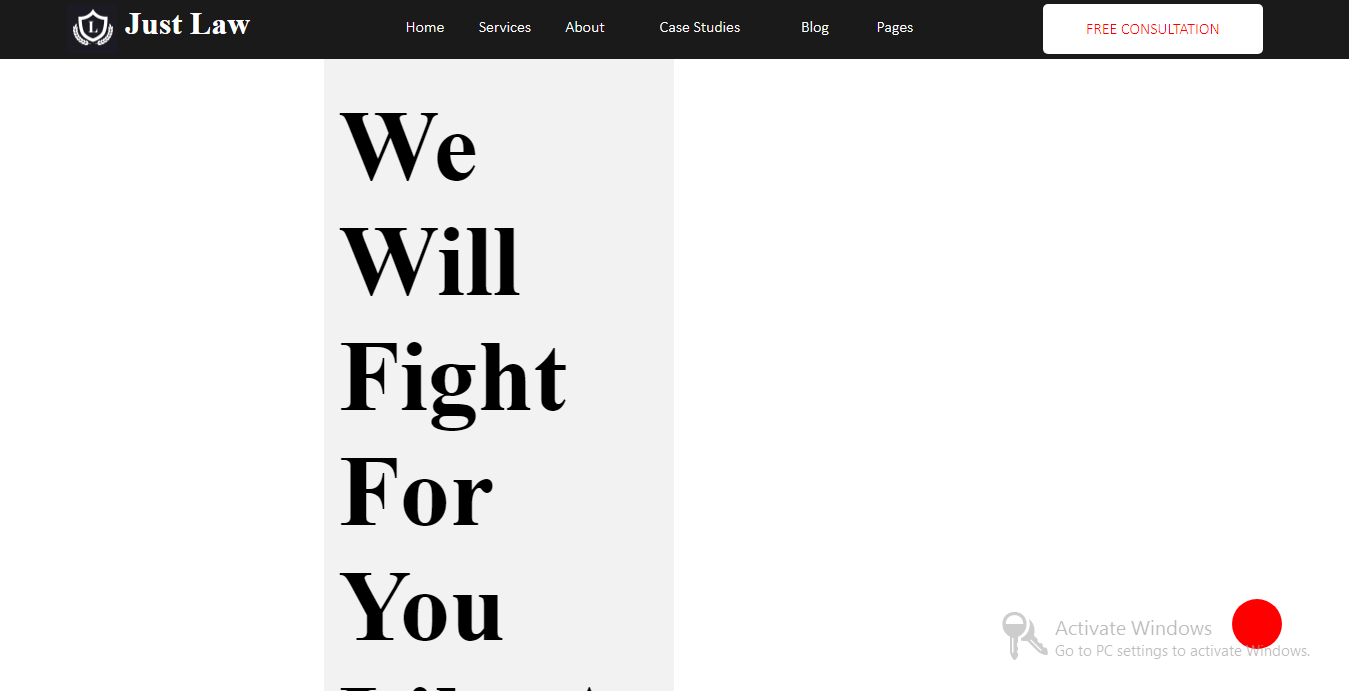 L Just Law Home Services About Case Studies Blog Pages FREE CONSULTATION
We
Will
Fight
For
You
Activate Windows
Go to PC settings to activate Windows.